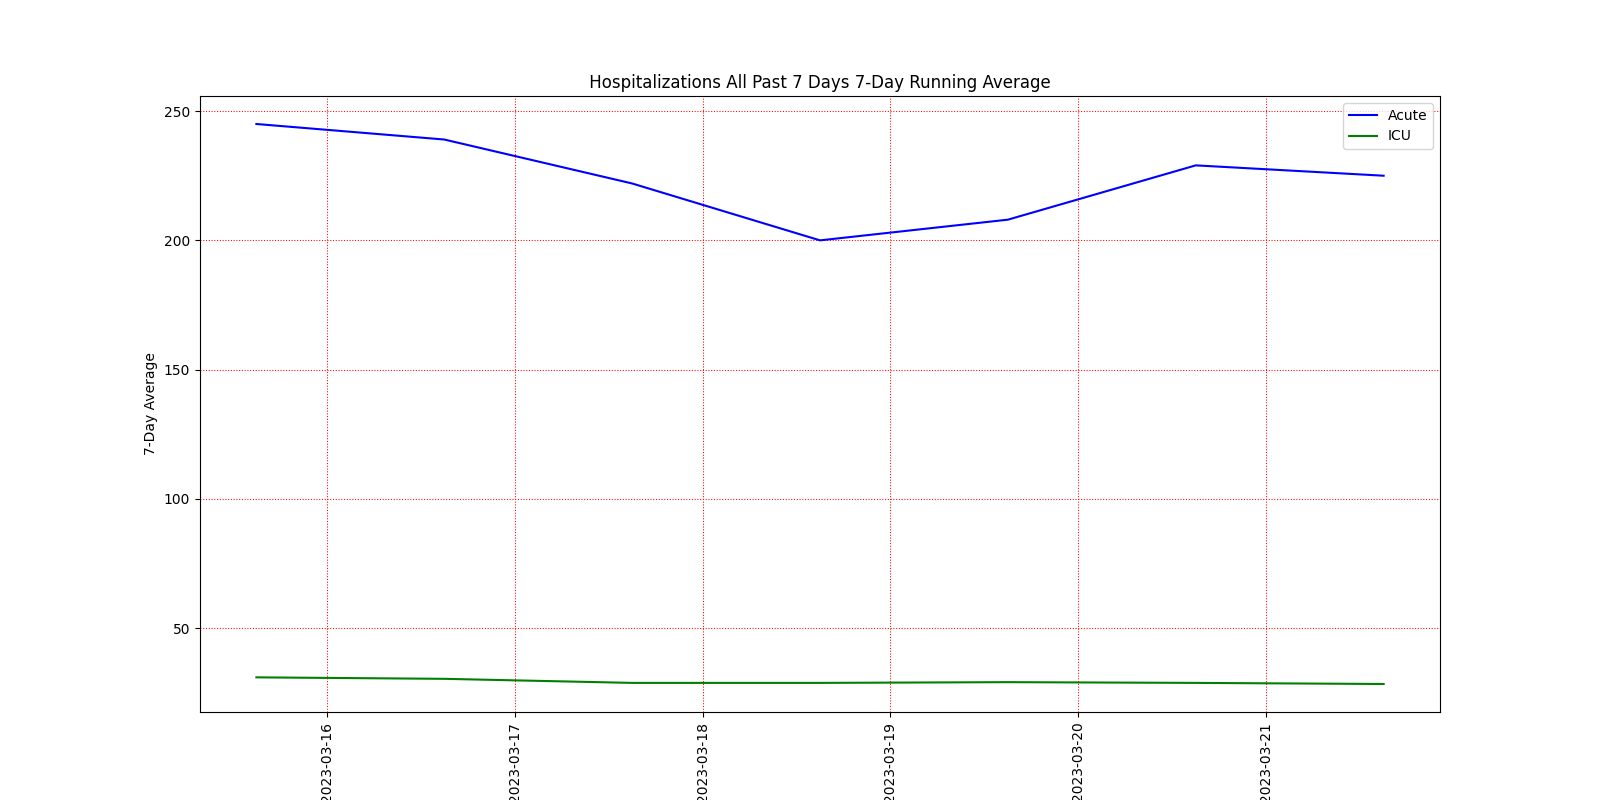 Hospitalizations All Past 7 Days 7-Day Running Average
Acute
ICU
7-Day Average
250
200
150
100
50
2023-03-16
2023-03-17
2023-03-18
2023-03-19
2023-03-20
2023-03-21